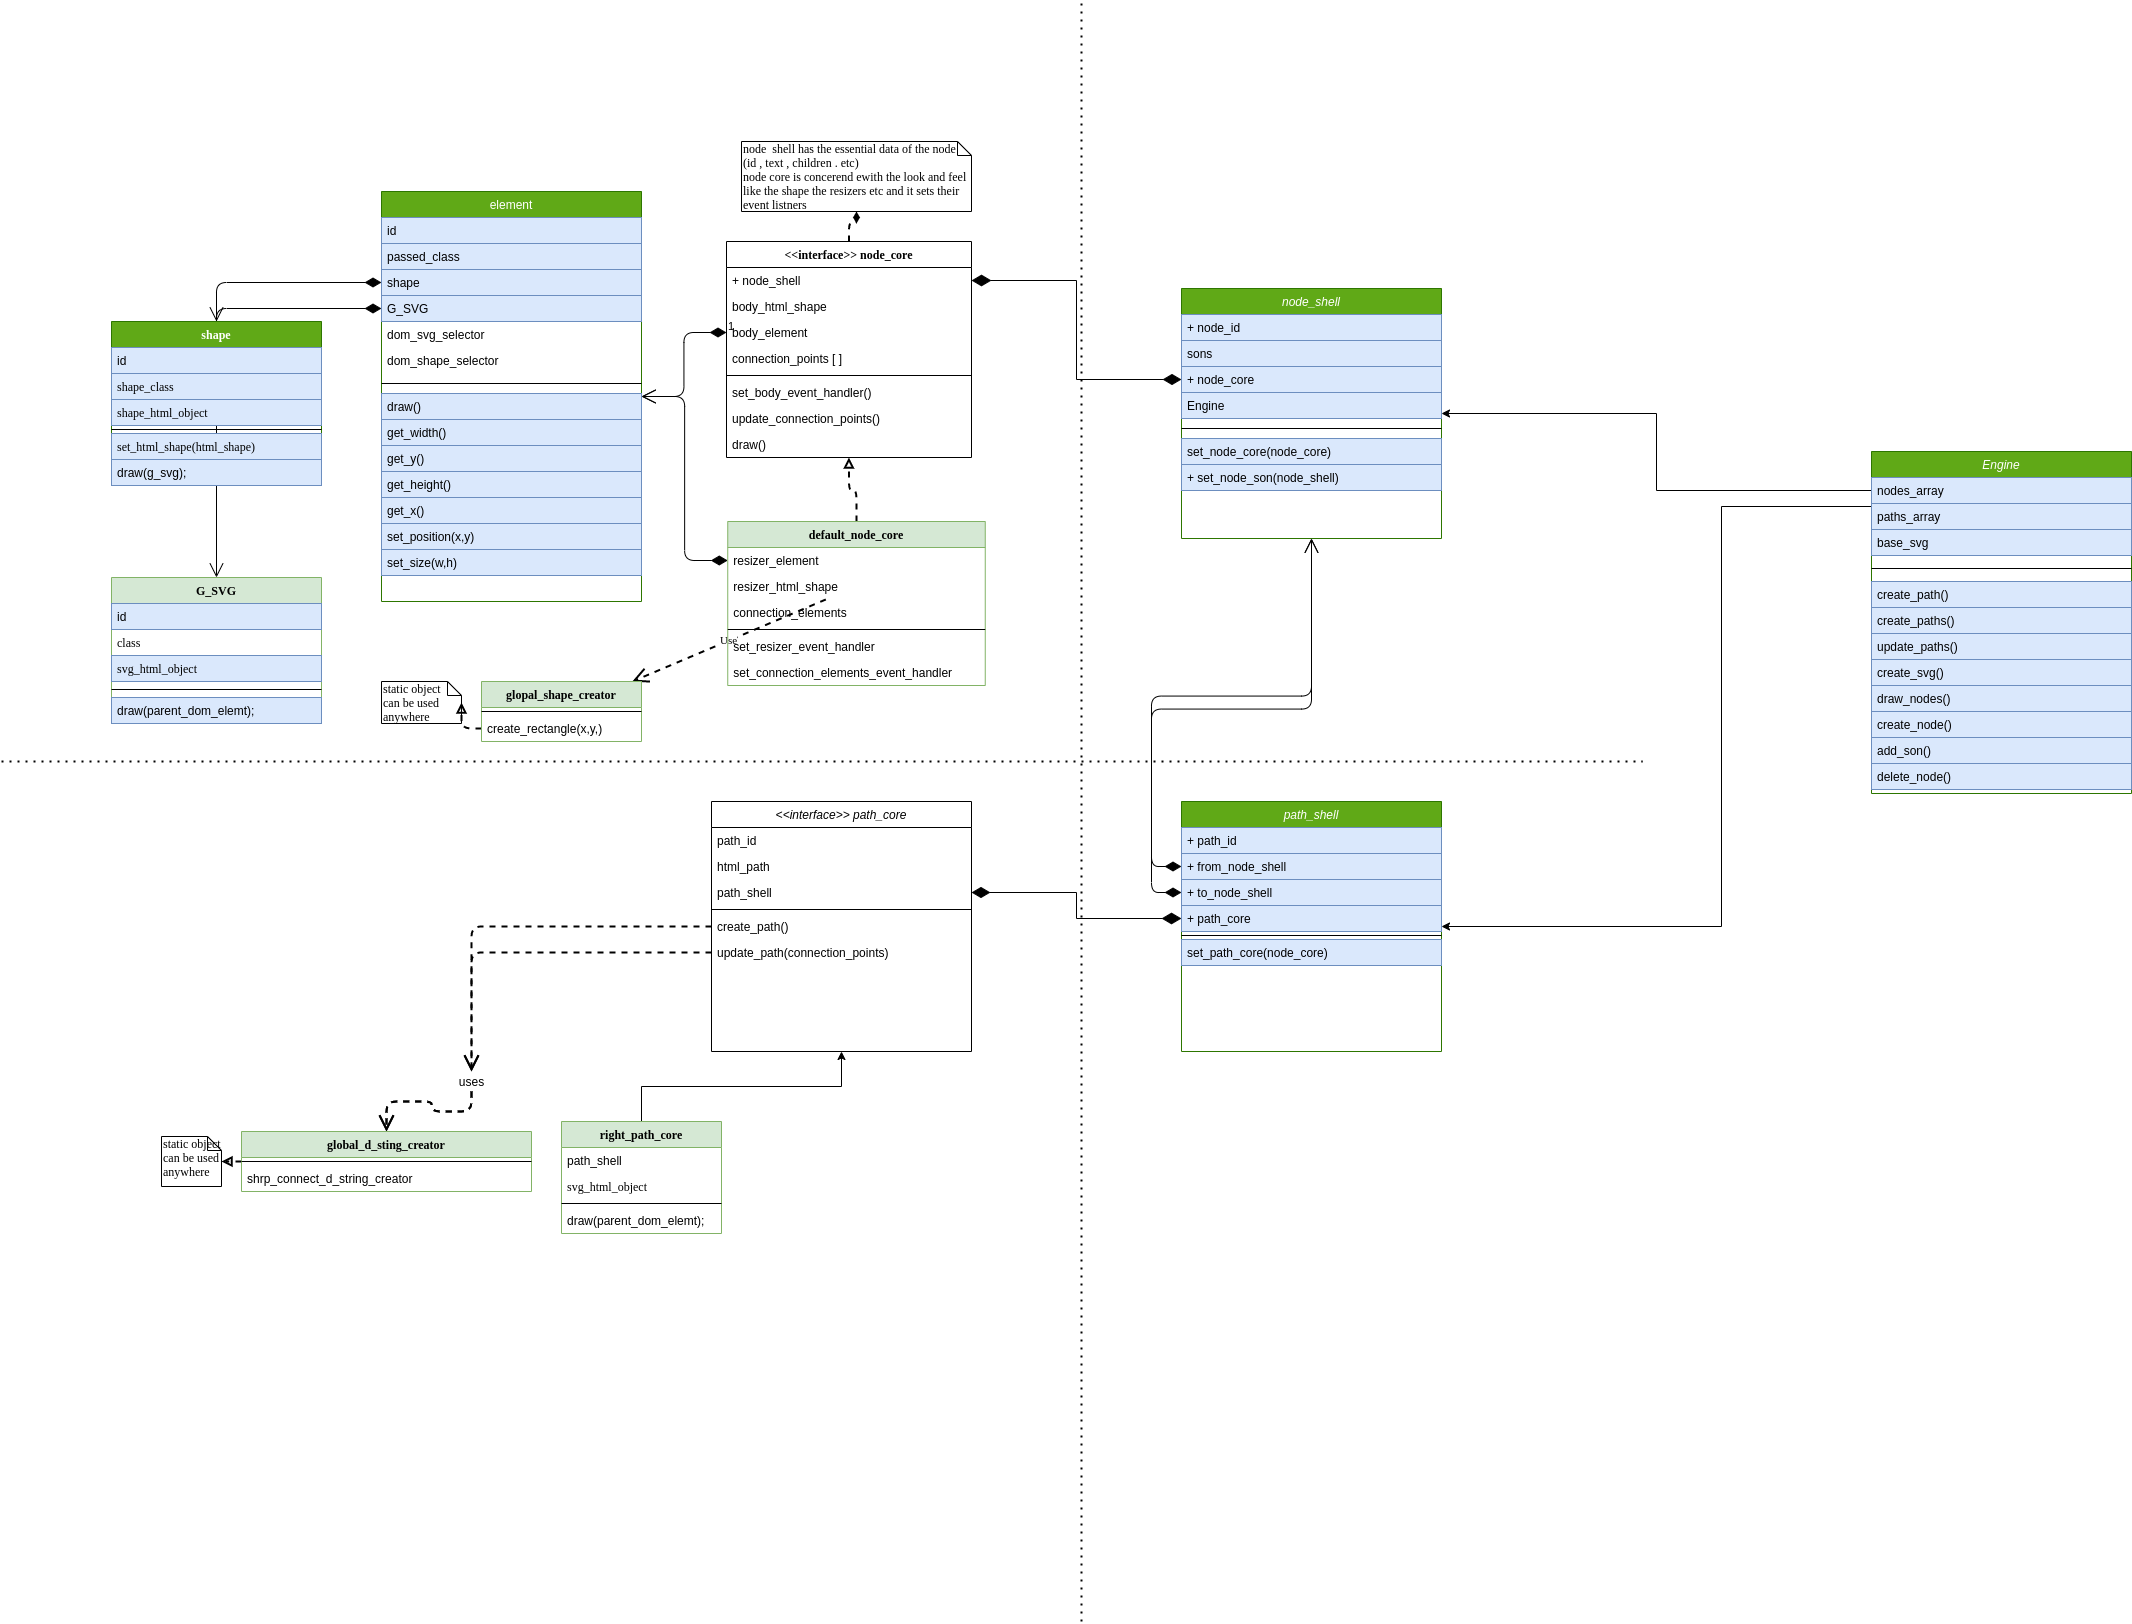 node  shell has the essential data of the node
(id , text , children . etc)
node core is concerend ewith the look and feel
like the shape the resizers etc and it sets their
event listners
element
id
passed_class
shape
G_SVG
dom_svg_selector
dom_shape_selector
draw()
get_width()
get_y()
get_height()
get_x()
set_position(x,y)
set_size(w,h)
<<interface>> node_core
+ node_shell
body_html_shape
1
body_element
connection_points [ ]
set_body_event_handler()
update_connection_points()
draw()
node_shell
+ node_id
sons
+ node_core
Engine
set_node_core(node_core)
+ set_node_son(node_shell)
shape
id
shape_class
shape_html_object
set_html_shape(html_shape)
draw(g_svg);
Engine
nodes_array
paths_array
base_svg
create_path()
create_paths()
update_paths()
create_svg()
draw_nodes()
create_node()
add_son()
delete_node()
default_node_core
resizer_element
resizer_html_shape
connection_elements
Use
set_resizer_event_handler
set_connection_elements_event_handler
G_SVG
id
class
svg_html_object
draw(parent_dom_elemt);
static object
can be used
anywhere
glopal_shape_creator
create_rectangle(x,y,)
<<interface>> path_core
path_id
html_path
path_shell
create_path()
update_path(connection_points)
path_shell
+ path_id
+ from_node_shell
+ to_node_shell
+ path_core
set_path_core(node_core)
uses
static object
can be used
anywhere
global_d_sting_creator
shrp_connect_d_string_creator
right_path_core
path_shell
svg_html_object
draw(parent_dom_elemt);